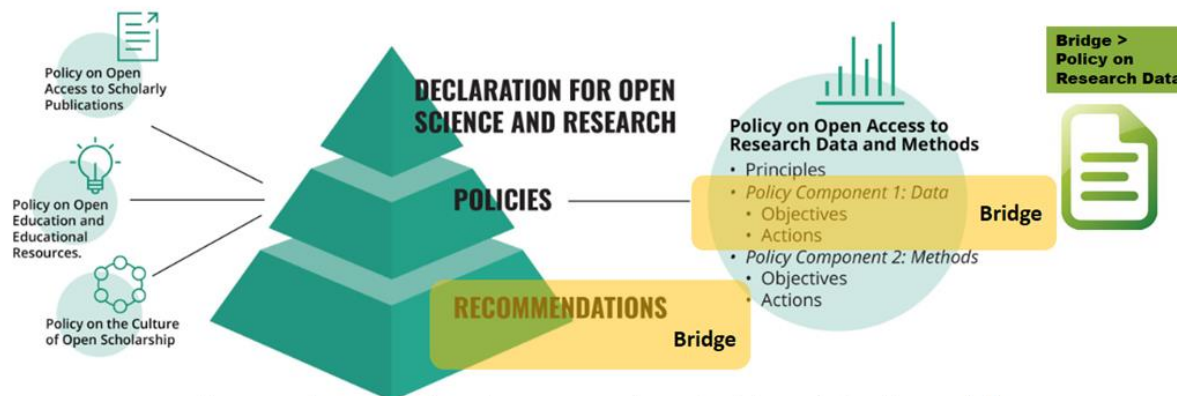 Policy on Open
Access to Scholarly
Publications
Policy on Open
Education and
Educational
Resources.
Policy on the Culture
of Open Scholarship
DECLARATION FOR OPEN
SCIENCE AND RESEARCH
POLICIES
RECOMMENDATIONS
Bridge
Policy on Open Access to
Research Data and Methods
• Principles
• Policy Component 1: Data
• Objectives
• Actions
Bridge
• Policy Component 2: Methods
• Objectives
• Actions
Bridge >
Policy on
Research Data